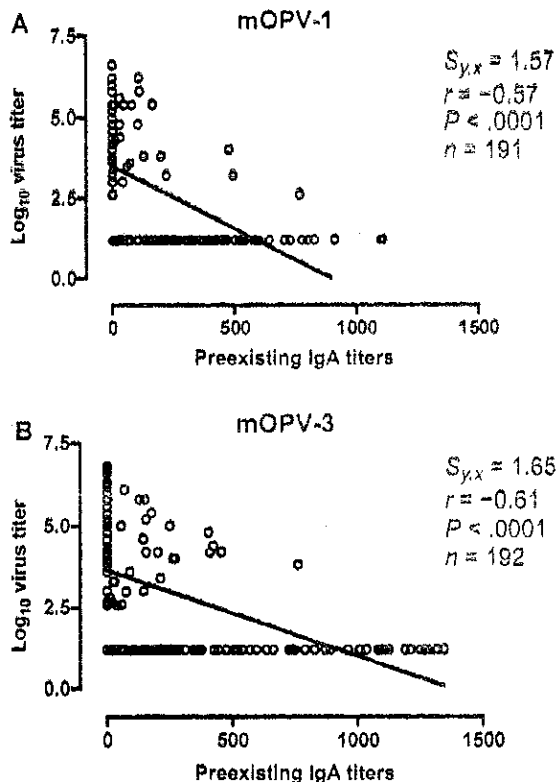 A
mOPV-1
7.5
5.0
2.5
0.0
Log10 virus titer
Sy,x = 1.57
r = −0.57
P < .0001
n = 191
0 500 1000 1500
Preexisting IgA titers
B
mOPV-3
7.5
5.0
2.5
0.0
Log10 virus titer
Sy,x = 1.65
r = −0.61
P < .0001
n = 192
0 500 1000 1500
Preexisting IgA titers